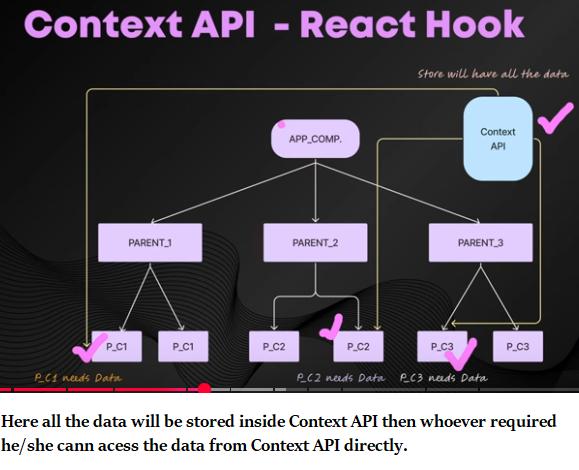 Context API - React Hook
Store will have all the data
Context
API
APP_COMP.
PARENT_1
PARENT_2
PARENT_3
P_C1
P_C1
P_C2
P_C2
P_C3
P_C3
P_C1 needs Data
P_C2 needs Data
P_C3 needs Data
Here all the data will be stored inside Context API then whoever required
he/she cann acess the data from Context API directly.